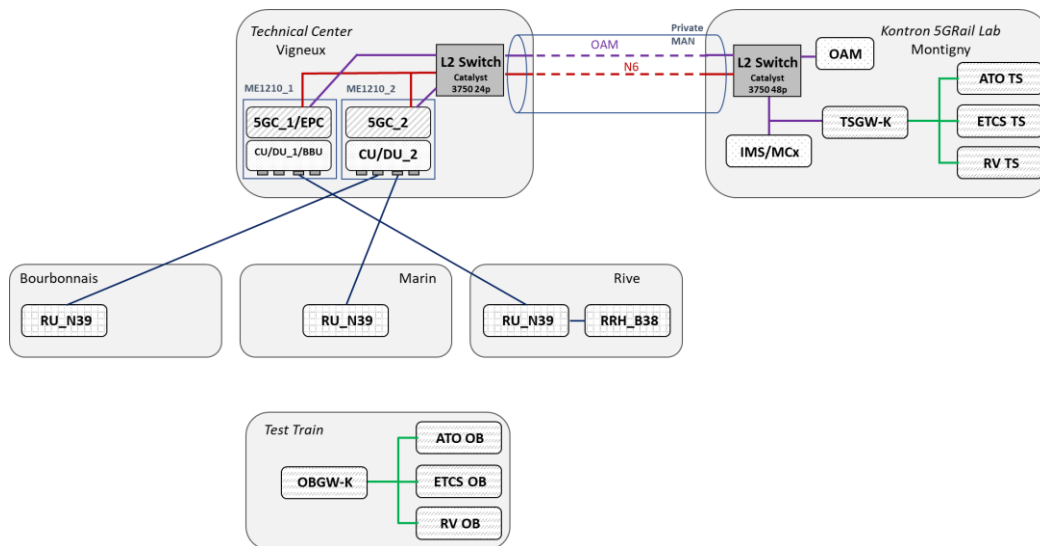 Technical Center
Vigneux
ME1210_1
ME1210_2
5GC_1/EPC
CU/DU_1/BBU
5GC_2
CU/DU_2
L2 Switch
Catalyst
3750 24p
OAM
N6
Private
MAN
Kontron 5GRail Lab
Montigny
L2 Switch
Catalyst
3750 48p
OAM
IMS/MCx
TSGW-K
ATO TS
ETCS TS
RV TS
Bourbonnais
RU_N39
Marin
RU_N39
Rive
RU_N39
RRH_B38
Test Train
OBGW-K
ATO OB
ETCS OB
RV OB